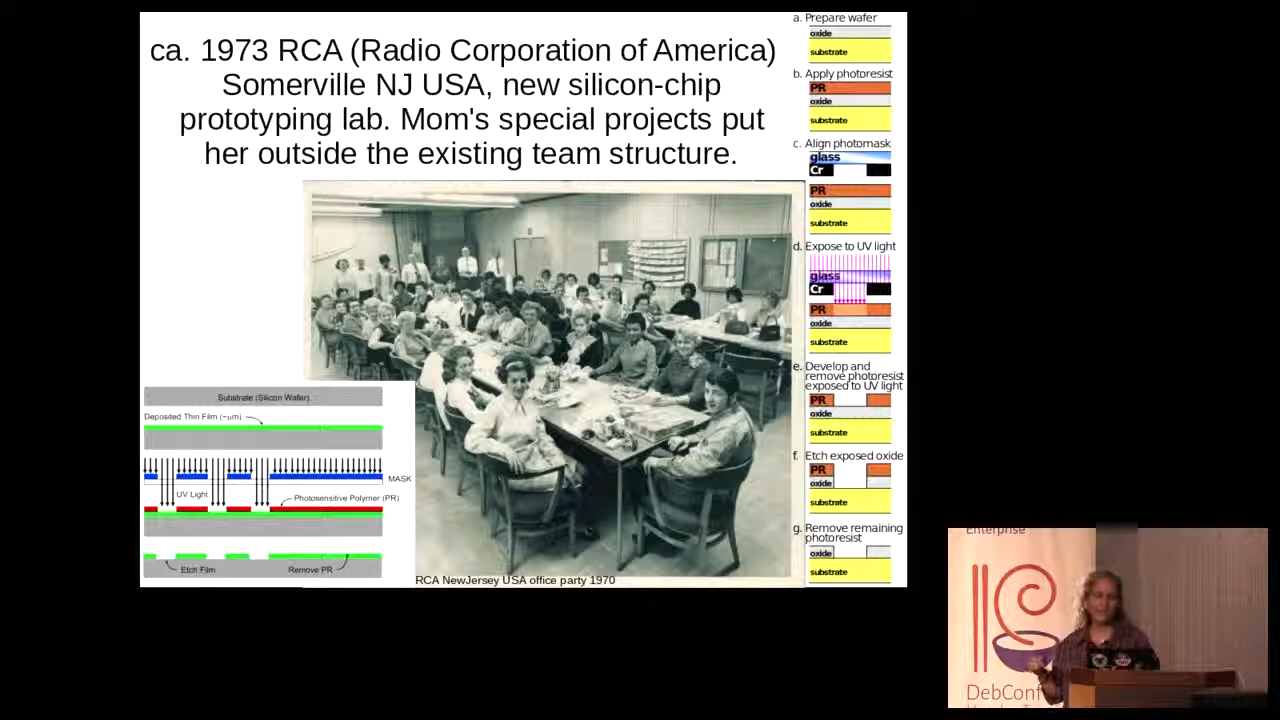 ca. 1973 RCA (Radio Corporation of America)
Somerville NJ USA, new silicon-chip
prototyping lab. Mom's special projects put
her outside the existing team structure.
Substrate (Silicon Wafer)
Deposited Thin Film (~1m)
MASK
UV Light
Photosensitive Polymer (PR)
Etch Film
Remove PR
RCA NewJersey USA office party 1970
a. Prepare wafer
oxide
substrate
b. Apply photoresist
PR
oxide
substrate
c. Align photomask
glass
Cr
PR
oxide
substrate
d. Expose to UV light
glass
Cr
PR
oxide
substrate
e. Develop and
remove photoresist
exposed to UV light
PR
oxide
substrate
f. Etch exposed oxide
PR
oxide
substrate
g. Remove remaining
photoresist
oxide
substrate
Enterprise
DebConf